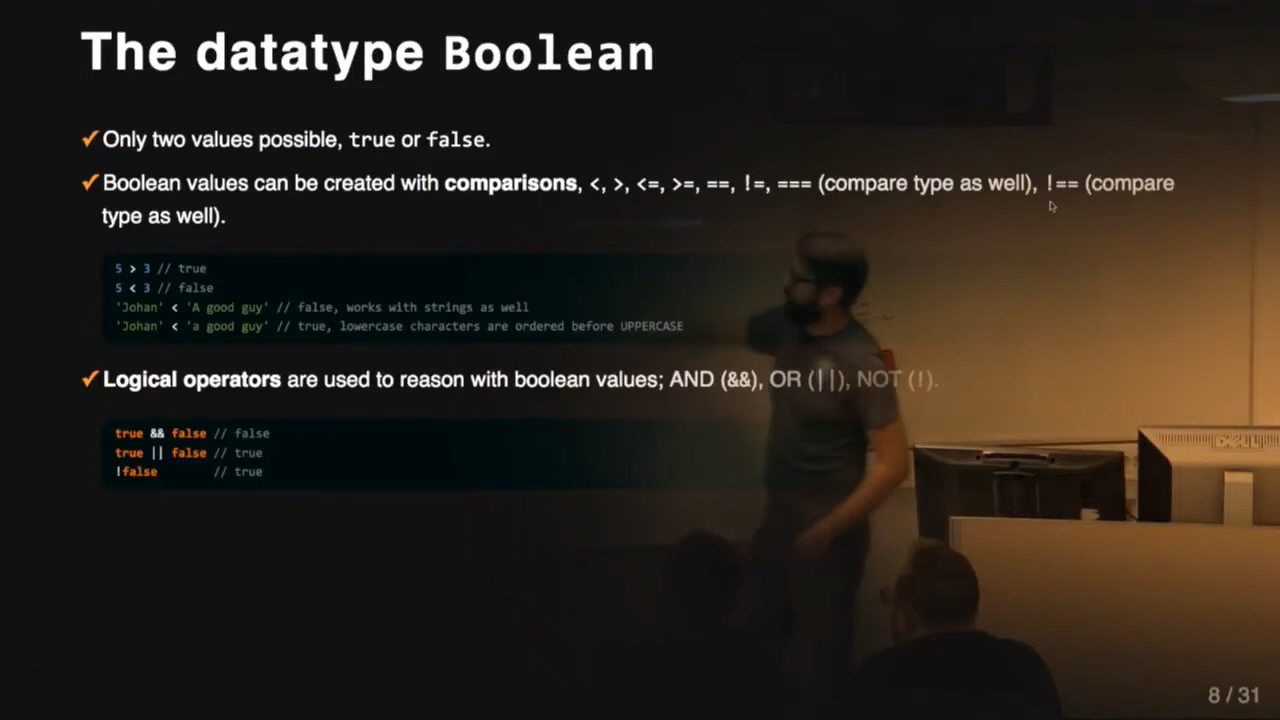 The datatype Boolean
✔Only two values possible, true or false.
✔Boolean values can be created with comparisons, <, >, <=, >=, ==, !=, === (compare type as well), !== (compare
type as well).
5 > 3 // true
5 < 3 // false
'Johan' < 'A good guy' // false, works with strings as well
'Johan' < 'a good guy' // true, lowercase characters are ordered before UPPERCASE
✔Logical operators are used to reason with boolean values; AND (&&), OR (||), NOT (!).
true && false // false
true || false // true
!false // true
DELL
8 / 31